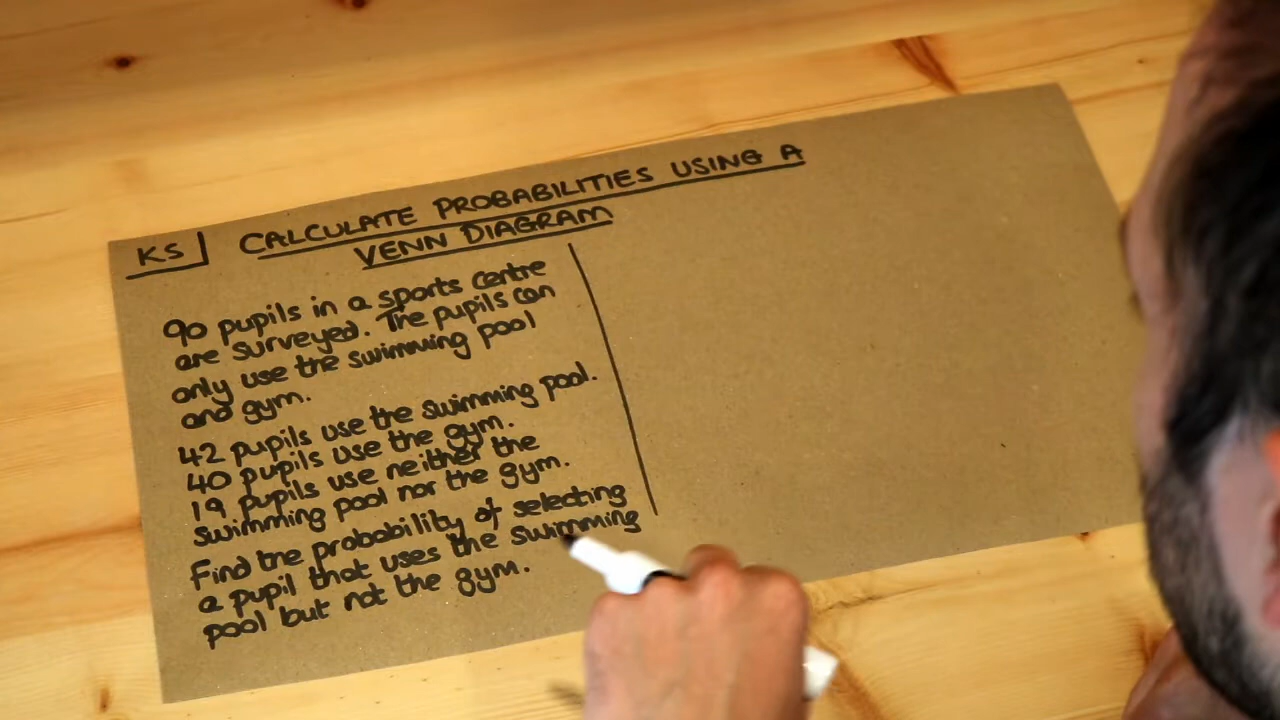 KS
CALCULATE PROBABILITIES USING A
VENN DIAGRAM
90 pupils in a sports centre
are surveyed. The pupils can
only use the swimming pool
and gym.
42 pupils use the swimming pool.
40 pupils use the gym.
19 pupils use neither the
swimming pool nor the gym.
Find the probability of selecting
a pupil that uses the swimming
pool but not the gym.